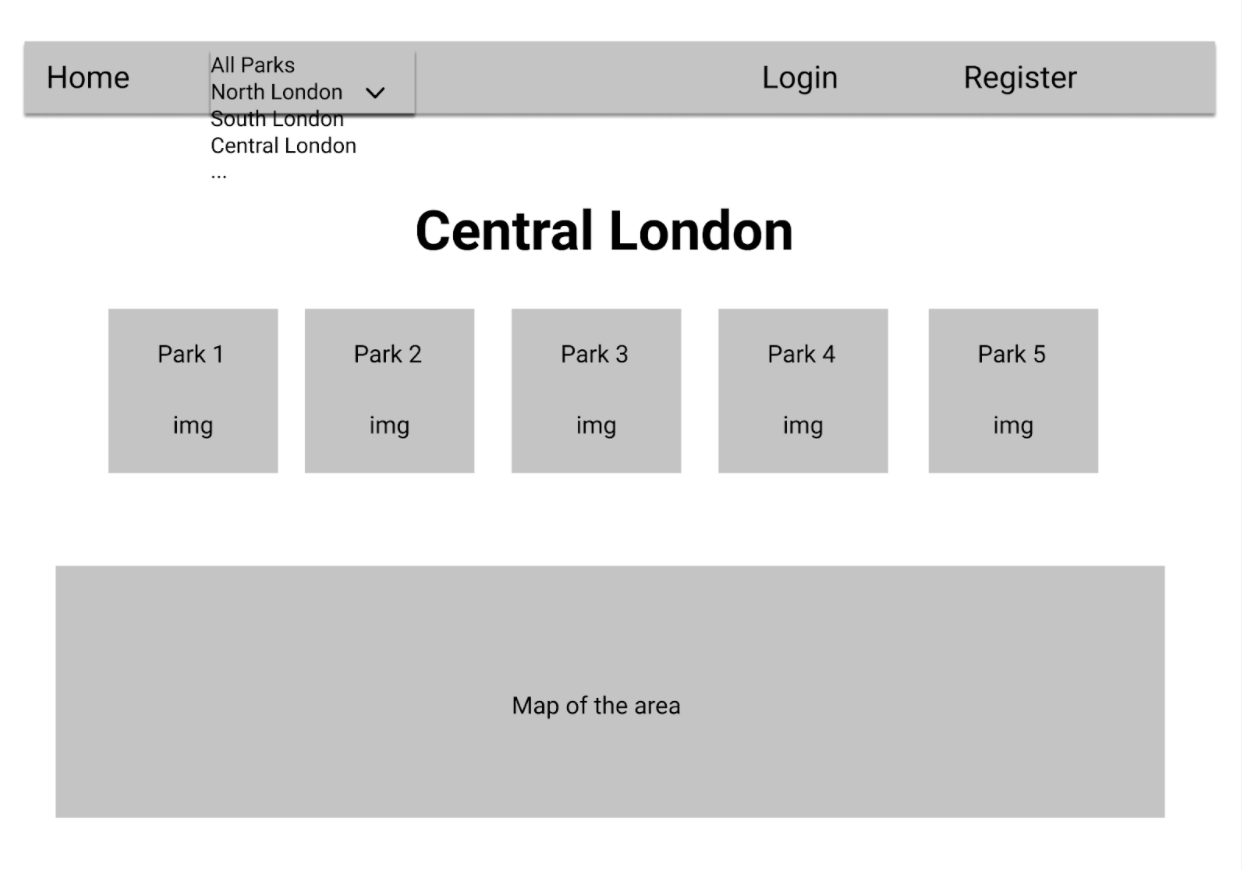 Home
All Parks
North London
South London
Central London
...
Login
Register
Central London
Park 1
img
Park 2
img
Park 3
img
Park 4
img
Park 5
img
Map of the area